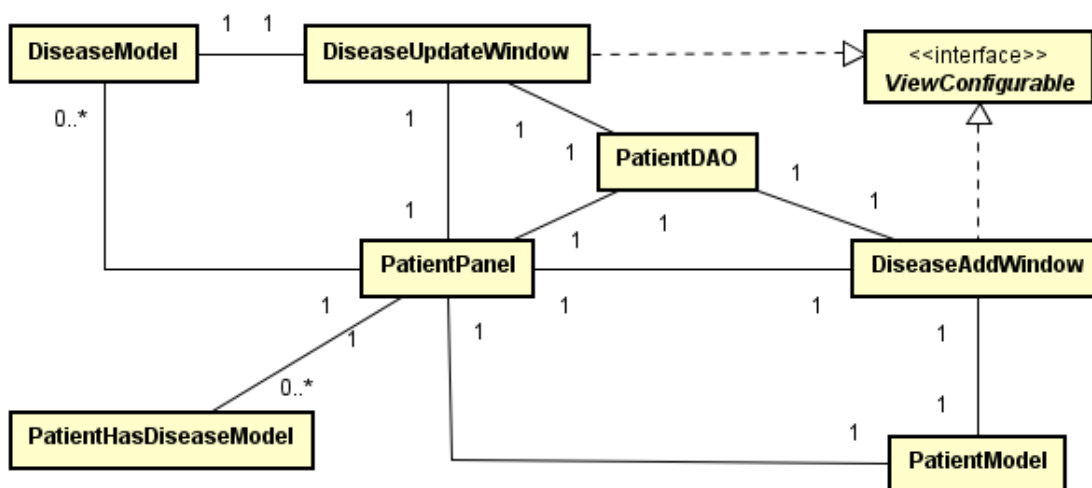 1 1
DiseaseModel
DiseaseUpdateWindow
<<interface>>
ViewConfigurable
0..*
1
1
1
PatientDAO
1
1
1
1
1
PatientPanel
DiseaseAddWindow
1
1
1
1
1
1
0..*
1
PatientHasDiseaseModel
1
1
PatientModel